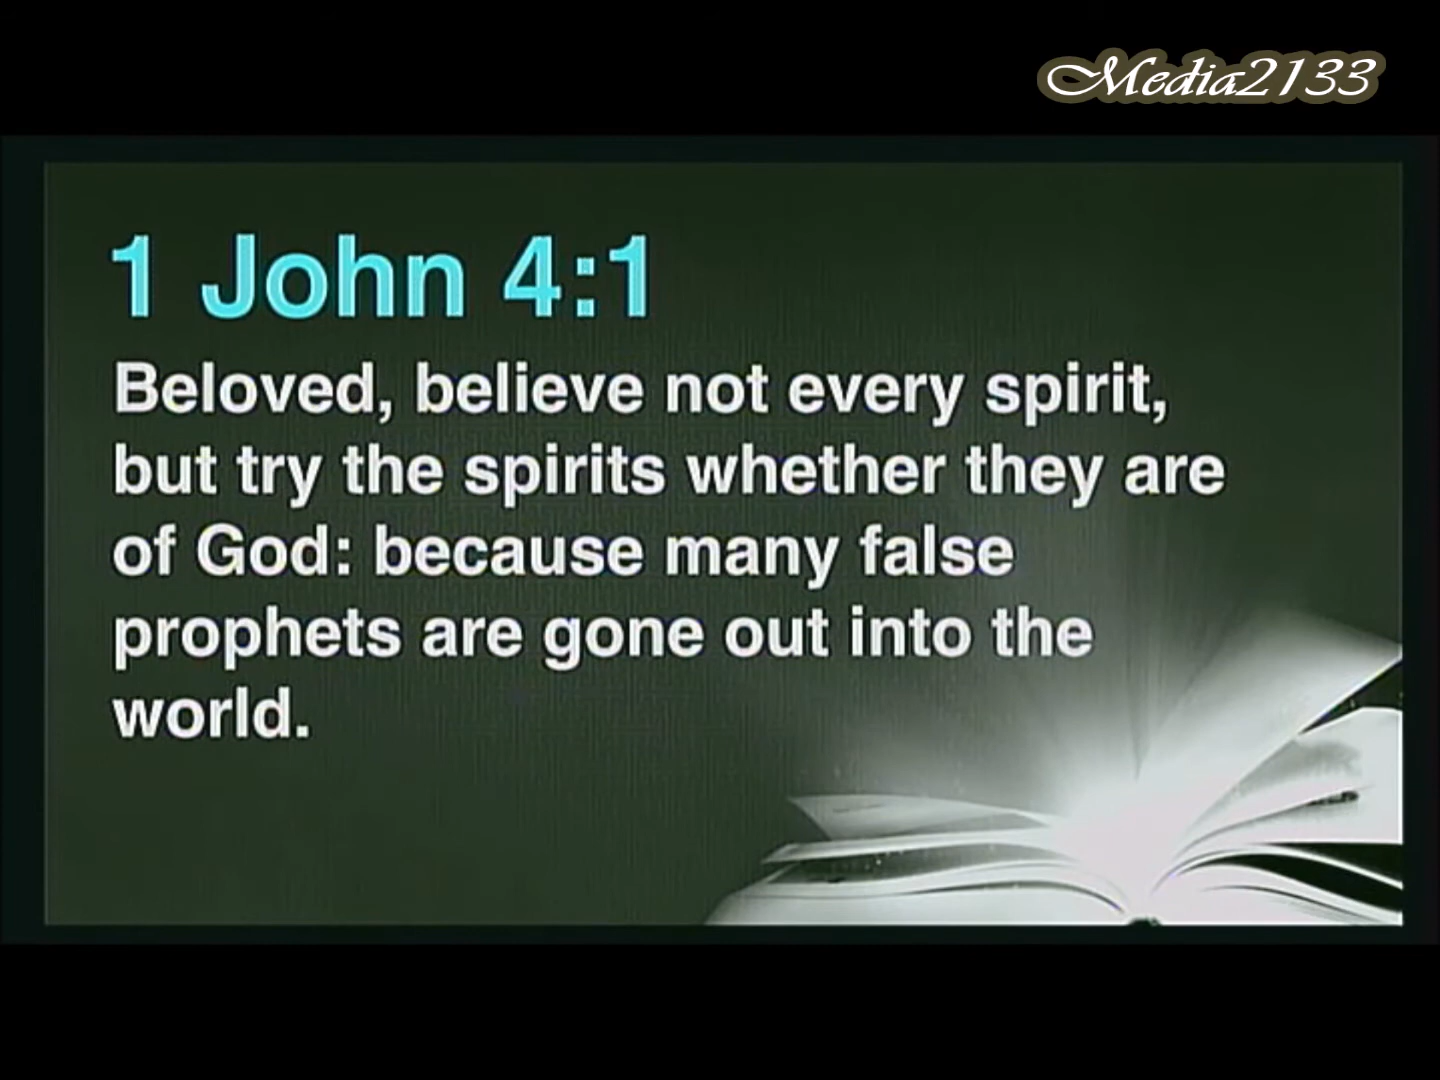 Media2133
1 John 4:1
Beloved, believe not every spirit,
but try the spirits whether they are
of God: because many false
prophets are gone out into the
world.